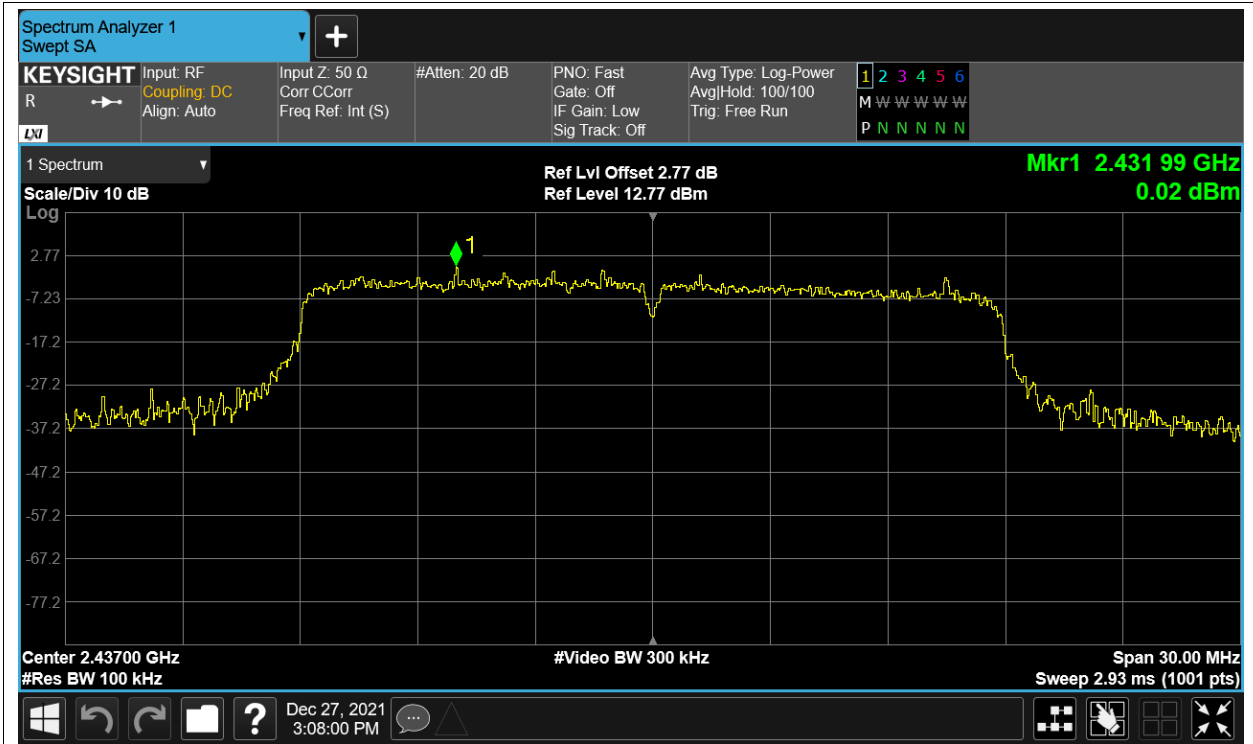 Spectrum Analyzer 1
Swept SA
KEYSIGHT
R
LXI
Input: RF
Coupling: DC
Align: Auto
Input Z: 50 Ω
Corr CCorr
Freq Ref: Int (S)
#Atten: 20 dB
PNO: Fast
Gate: Off
IF Gain: Low
Sig Track: Off
Avg Type: Log-Power
Avg|Hold: 100/100
Trig: Free Run
1 2 3 4 5 6
M W W W W W
P N N N N N
1 Spectrum
Scale/Div 10 dB
Log
Ref Lvl Offset 2.77 dB
Ref Level 12.77 dBm
Mkr1 2.431 99 GHz
0.02 dBm
1
2.77
-7.23
-17.2
-27.2
-37.2
-47.2
-57.2
-67.2
-77.2
Center 2.43700 GHz
#Res BW 100 kHz
#Video BW 300 kHz
Span 30.00 MHz
Sweep 2.93 ms (1001 pts)
?
Dec 27, 2021
3:08:00 PM